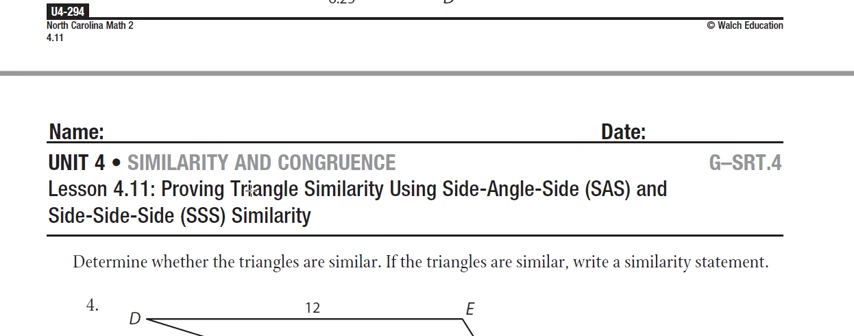 U4-294
North Carolina Math 2
4.11
© Walch Education
Name:
Date:
UNIT 4 • SIMILARITY AND CONGRUENCE
G–SRT.4
Lesson 4.11: Proving Triangle Similarity Using Side-Angle-Side (SAS) and
Side-Side-Side (SSS) Similarity
Determine whether the triangles are similar. If the triangles are similar, write a similarity statement.
4.
12
D
E